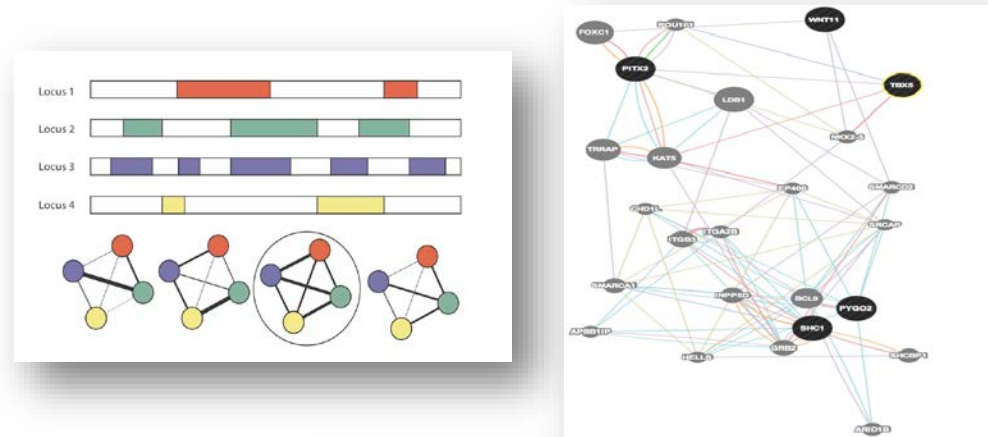 Locus 1
Locus 2
Locus 3
Locus 4
WNT11
FOXC1
POU1F1
PITX2
TBX5
LDB1
NKX2-5
TRRAP
KAT5
EP400
SMARCD2
CHD1L
SRCAP
ITGA2B
ITGB3
SMARCA1
INPP5D
BCL9
PYGO2
SHC1
APBB1IP
GRB2
HELLS
SHCBP1
ARID1B